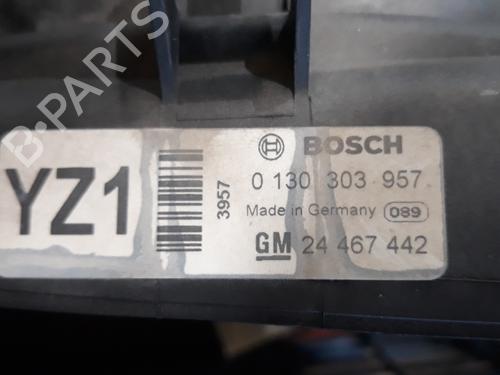 B-PARTS
YZ1
3957
BOSCH
0 130 303 957
Made in Germany 089
GM 24 467 442